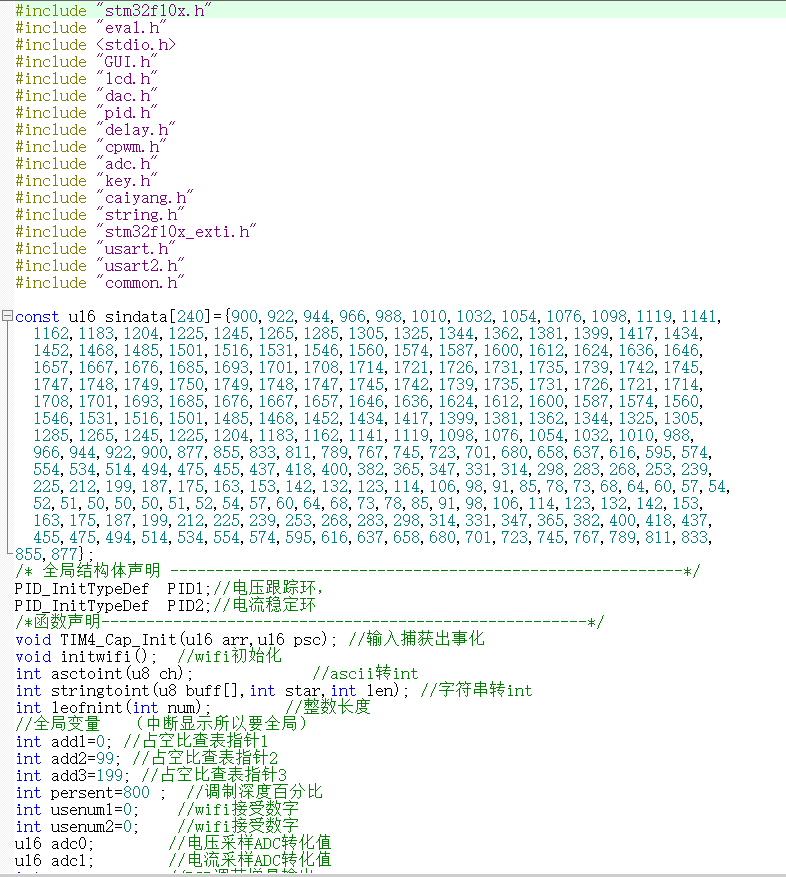 #include "stm32f10x.h"
#include "eval.h"
#include <stdio.h>
#include "GUI.h"
#include "lcd.h"
#include "dac.h"
#include "pid.h"
#include "delay.h"
#include "cpwm.h"
#include "adc.h"
#include "key.h"
#include "caiyang.h"
#include "string.h"
#include "stm32f10x_exti.h"
#include "usart.h"
#include "usart2.h"
#include "common.h"
const u16 sindata[240]={900,922,944,966,988,1010,1032,1054,1076,1098,1119,1141,
1162,1183,1204,1225,1245,1265,1285,1305,1325,1344,1362,1381,1399,1417,1434,
1452,1468,1485,1501,1516,1531,1546,1560,1574,1587,1600,1612,1624,1636,1646,
1657,1667,1676,1685,1693,1701,1708,1714,1721,1726,1731,1735,1739,1742,1745,
1747,1748,1749,1750,1749,1748,1747,1745,1742,1739,1735,1731,1726,1721,1714,
1708,1701,1693,1685,1676,1667,1657,1646,1636,1624,1612,1600,1587,1574,1560,
1546,1531,1516,1501,1485,1468,1452,1434,1417,1399,1381,1362,1344,1325,1305,
1285,1265,1245,1225,1204,1183,1162,1141,1119,1098,1076,1054,1032,1010,988,
966,944,922,900,877,855,833,811,789,767,745,723,701,680,658,637,616,595,574,
554,534,514,494,475,455,437,418,400,382,365,347,331,314,298,283,268,253,239,
225,212,199,187,175,163,153,142,132,123,114,106,98,91,85,78,73,68,64,60,57,54,
52,51,50,50,50,51,52,54,57,60,64,68,73,78,85,91,98,106,114,123,132,142,153,
163,175,187,199,212,225,239,253,268,283,298,314,331,347,365,382,400,418,437,
455,475,494,514,534,554,574,595,616,637,658,680,701,723,745,767,789,811,833,
855,877};
/* 全局结构体声明 ---------------------------------------------------------*/
PID_InitTypeDef  PID1;//电压跟踪环，
PID_InitTypeDef  PID2;//电流稳定环
/*函数声明------------------------------------------------------*/
void TIM4_Cap_Init(u16 arr,u16 psc); //输入捕获出事化
void initwifi();  //wifi初始化
int asctoint(u8 ch);             //ascii转int
int stringtoint(u8 buff[],int star,int len); //字符串转int
int leofnint(int num);        //整数长度
//全局变量  （中断显示所以要全局）
int add1=0; //占空比查表指针1
int add2=99; //占空比查表指针2
int add3=199; //占空比查表指针3
int persent=800 ;  //调制深度百分比
int usenum1=0;    //wifi接受数字
int usenum2=0;    //wifi接受数字
u16 adc0;        //电压采样ADC转化值
u16 adc1;        //电流采样ADC转化值